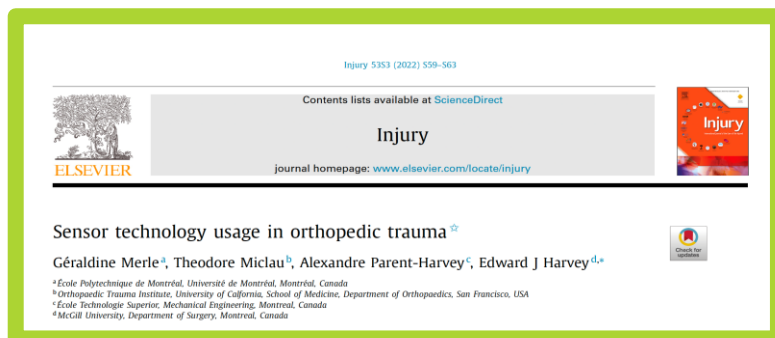 Injury 53S3 (2022) S59–S63
Contents lists available at ScienceDirect
Injury
journal homepage: www.elsevier.com/locate/injury
ELSEVIER
Injury
Sensor technology usage in orthopedic trauma☆
Check for
updates
Géraldine Merle a, Theodore Miclau b, Alexandre Parent-Harvey c, Edward J Harvey d,*
a École Polytechnique de Montréal, Université de Montréal, Montréal, Canada
b Orthopaedic Trauma Institute, University of Calfornia, School of Medicine, Department of Orthopaedics, San Francisco, USA
c École Technologie Superior, Mechanical Engineering, Montreal, Canada
d McGill University, Department of Surgery, Montreal, Canada